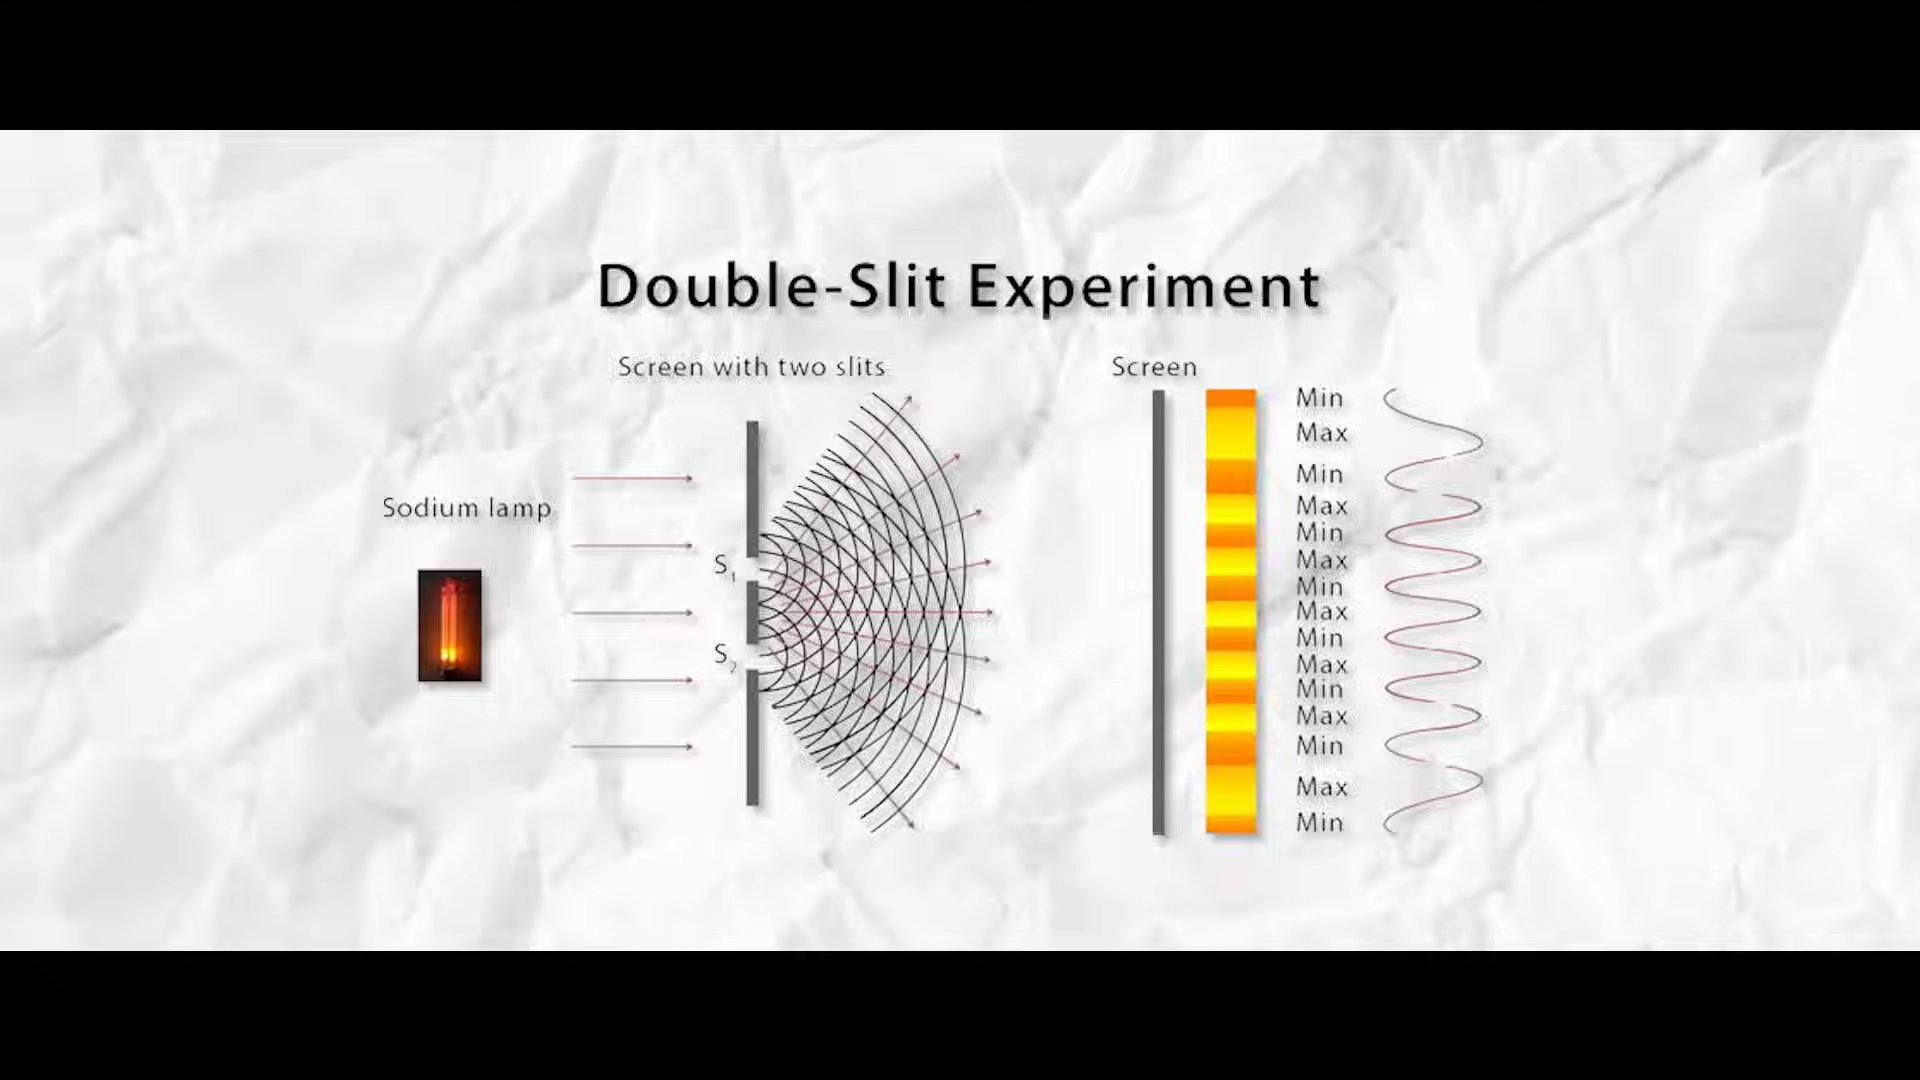 Double-Slit Experiment
Screen with two slits
Screen
Sodium lamp
S1
S2
Min
Max
Min
Max
Min
Max
Min
Max
Min
Max
Min
Max
Min
Max
Min